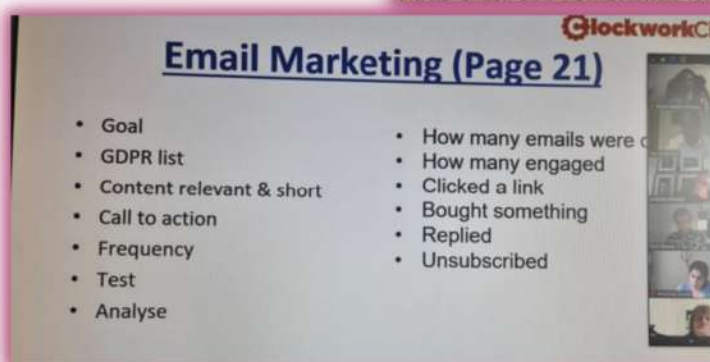 ClockworkC
Email Marketing (Page 21)
• Goal
• GDPR list
• Content relevant & short
• Call to action
• Frequency
• Test
• Analyse
• How many emails were
• How many engaged
• Clicked a link
• Bought something
• Replied
• Unsubscribed